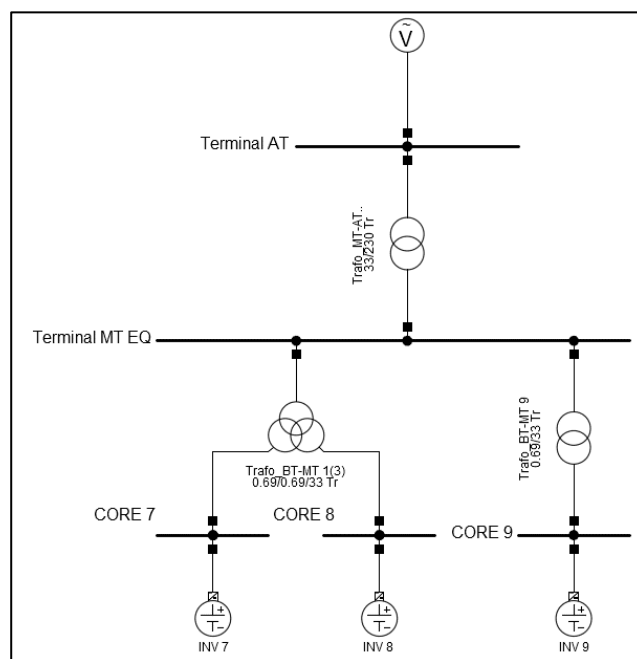 V
Terminal AT
Trafo_MT-AT..
33/230 Tr
Terminal MT EQ
Trafo_BT-MT 1(3)
0.69/0.69/33 Tr
Trafo_BT-MT 9
0.69/33 Tr
CORE 7
CORE 8
CORE 9
INV 7
INV 8
INV 9